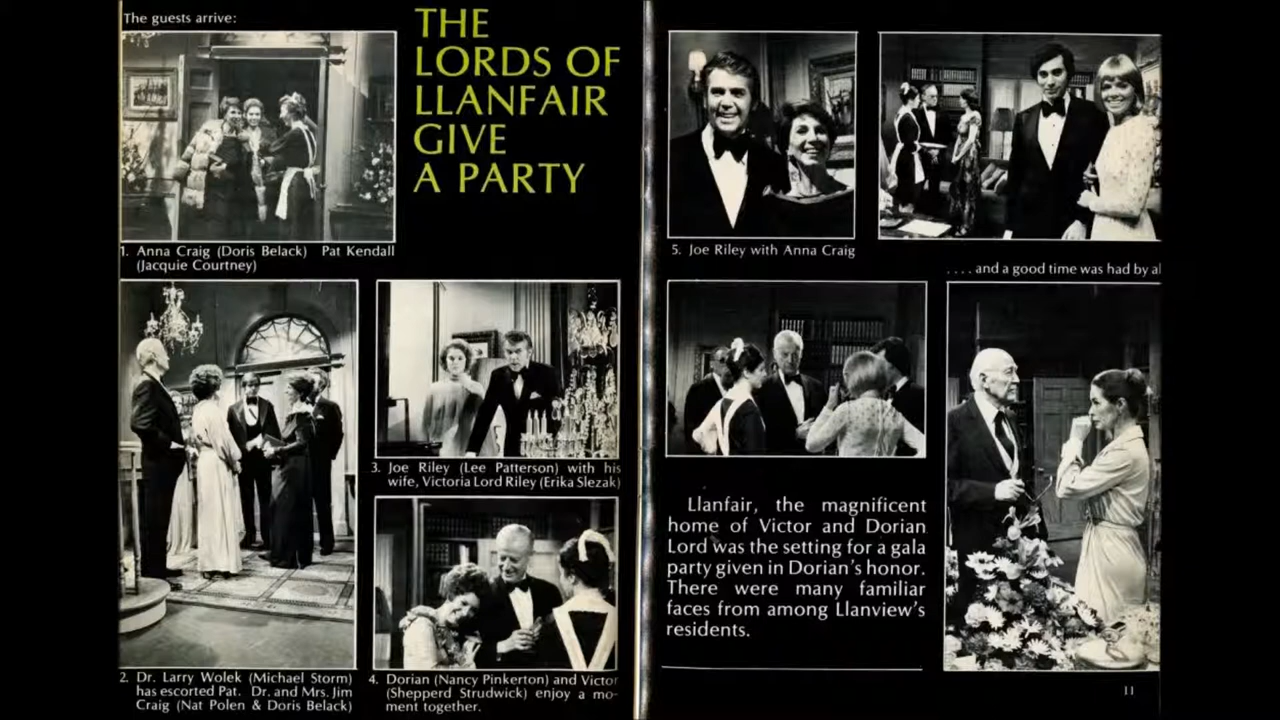 The guests arrive:
THE
LORDS OF
LLANFAIR
GIVE
A PARTY
1. Anna Craig (Doris Belack) Pat Kendall
(Jacquie Courtney)
2. Dr. Larry Wolek (Michael Storm)
has escorted Pat. Dr. and Mrs. Jim
Craig (Nat Polen & Doris Belack)
3. Joe Riley (Lee Patterson) with his
wife, Victoria Lord Riley (Erika Slezak)
4. Dorian (Nancy Pinkerton) and Victor
(Shepperd Strudwick) enjoy a mo-
ment together.
5. Joe Riley with Anna Craig
. . . . and a good time was had by al
Llanfair, the magnificent
home of Victor and Dorian
Lord was the setting for a gala
party given in Dorian's honor.
There were many familiar
faces from among Llanview's
residents.
11